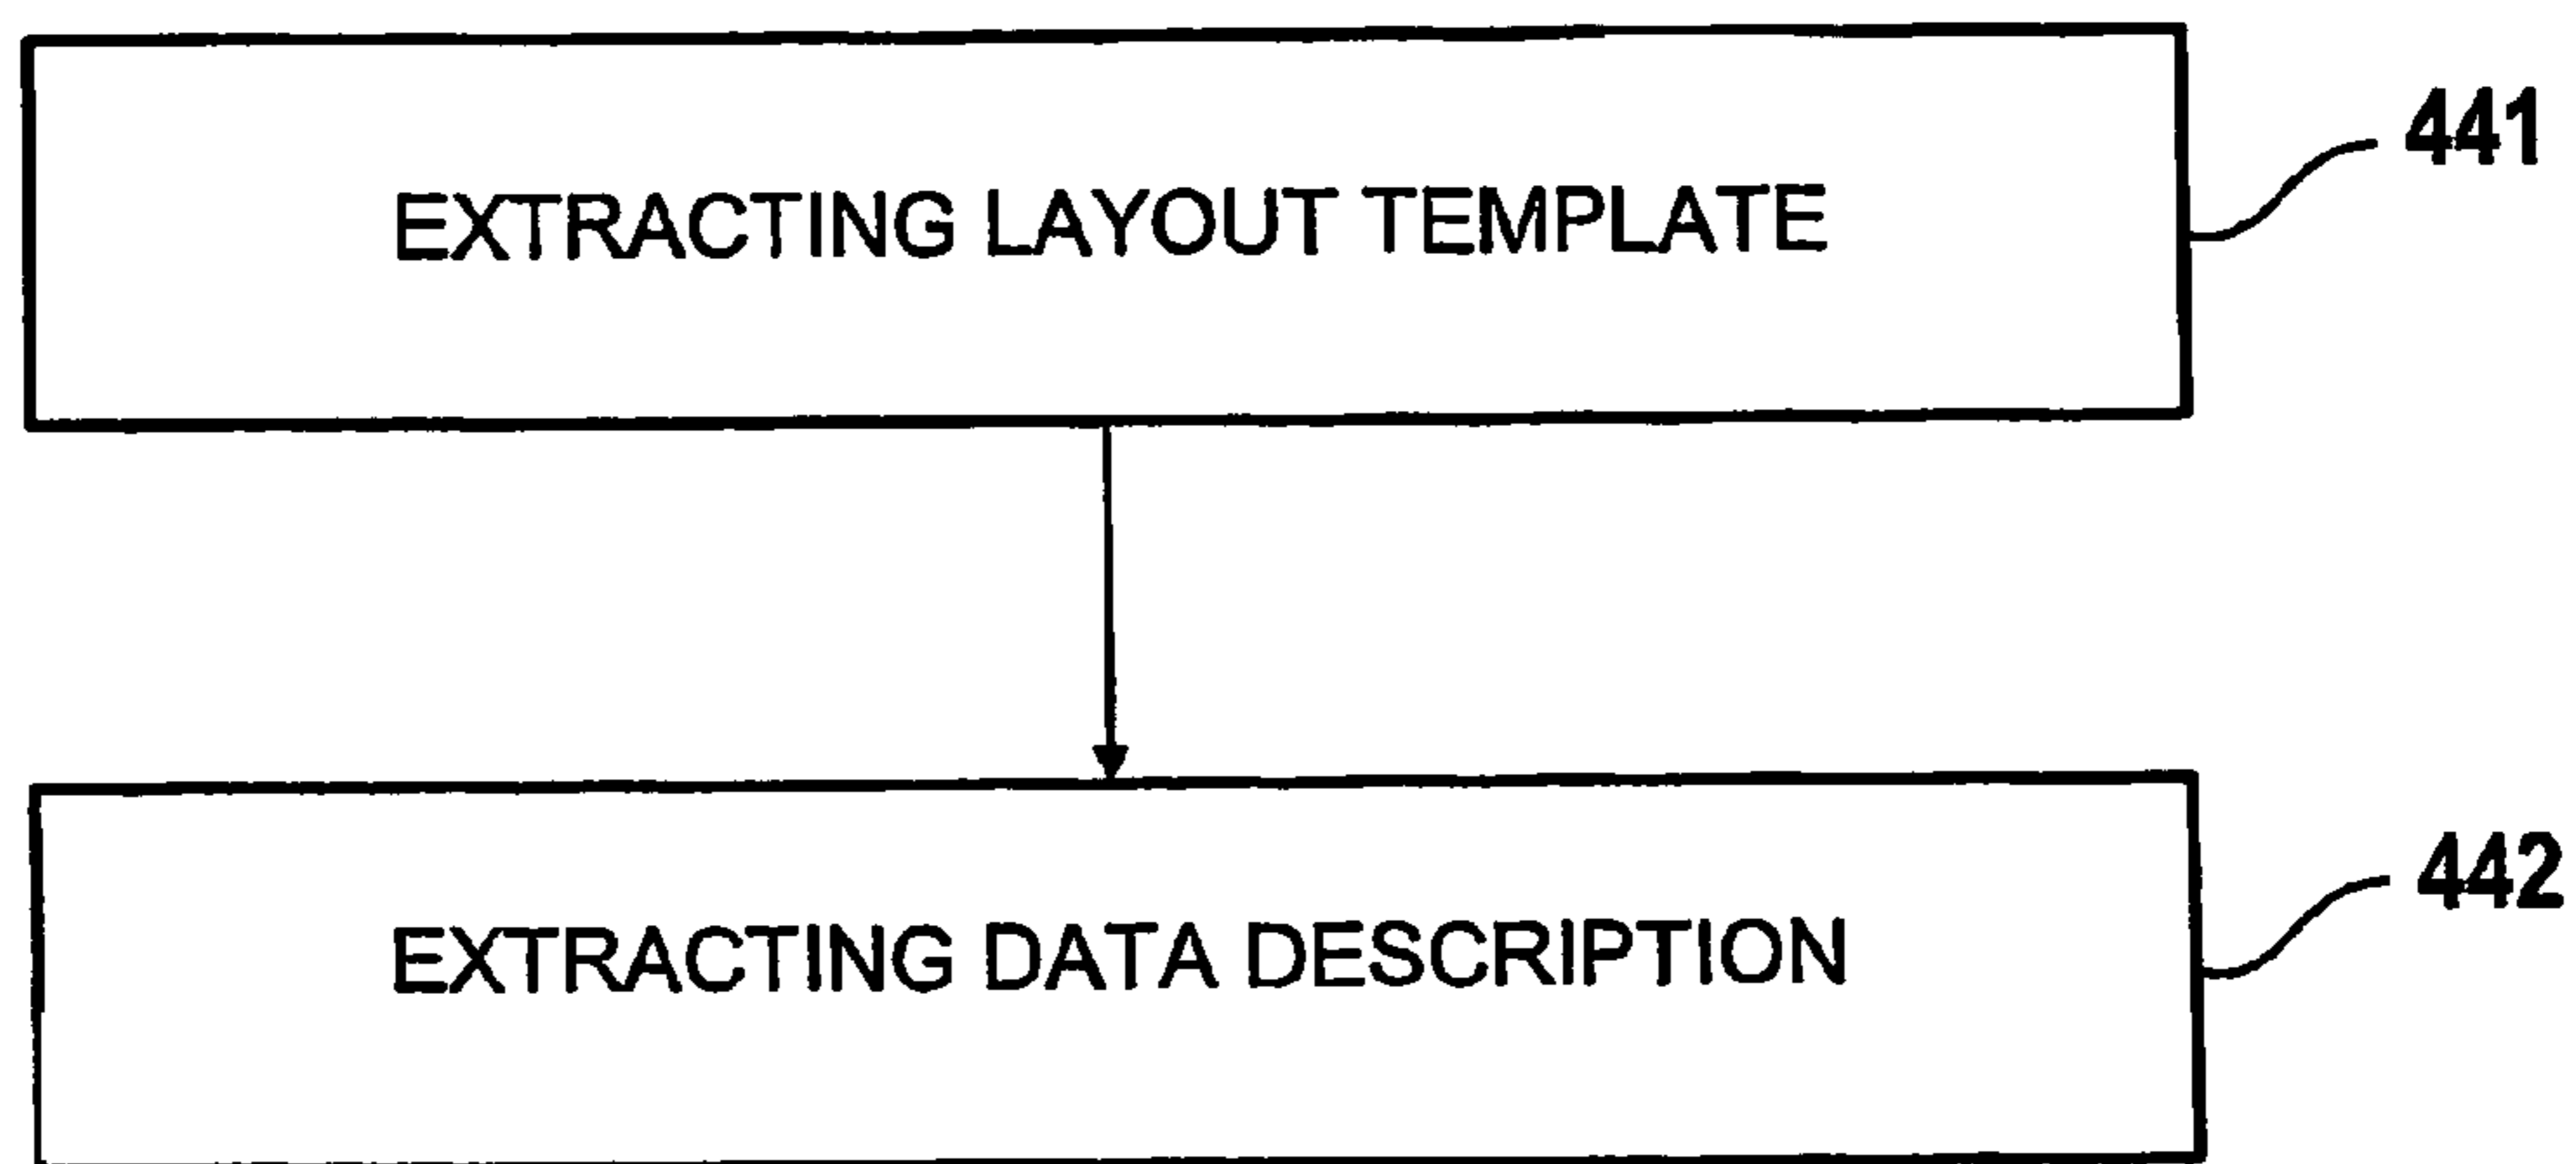 EXTRACTING LAYOUT TEMPLATE
441
EXTRACTING DATA DESCRIPTION
442